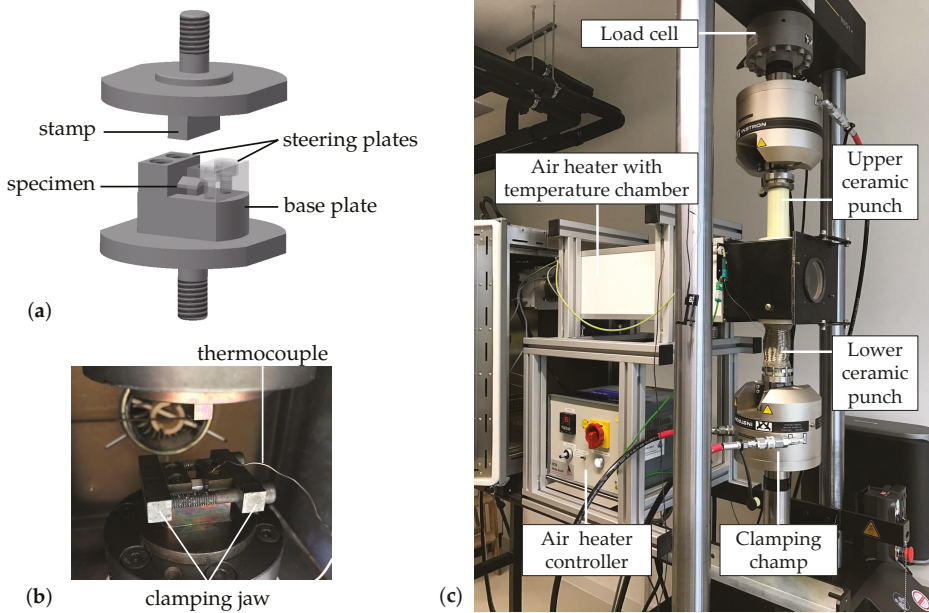 (a)
stamp
specimen
steering plates
base plate
(b)
thermocouple
clamping jaw
(c)
Load cell
INSTRON
Air heater with
temperature chamber
Upper
ceramic
punch
Lower
ceramic
punch
INSTRON
Air heater
controller
Clamping
champ